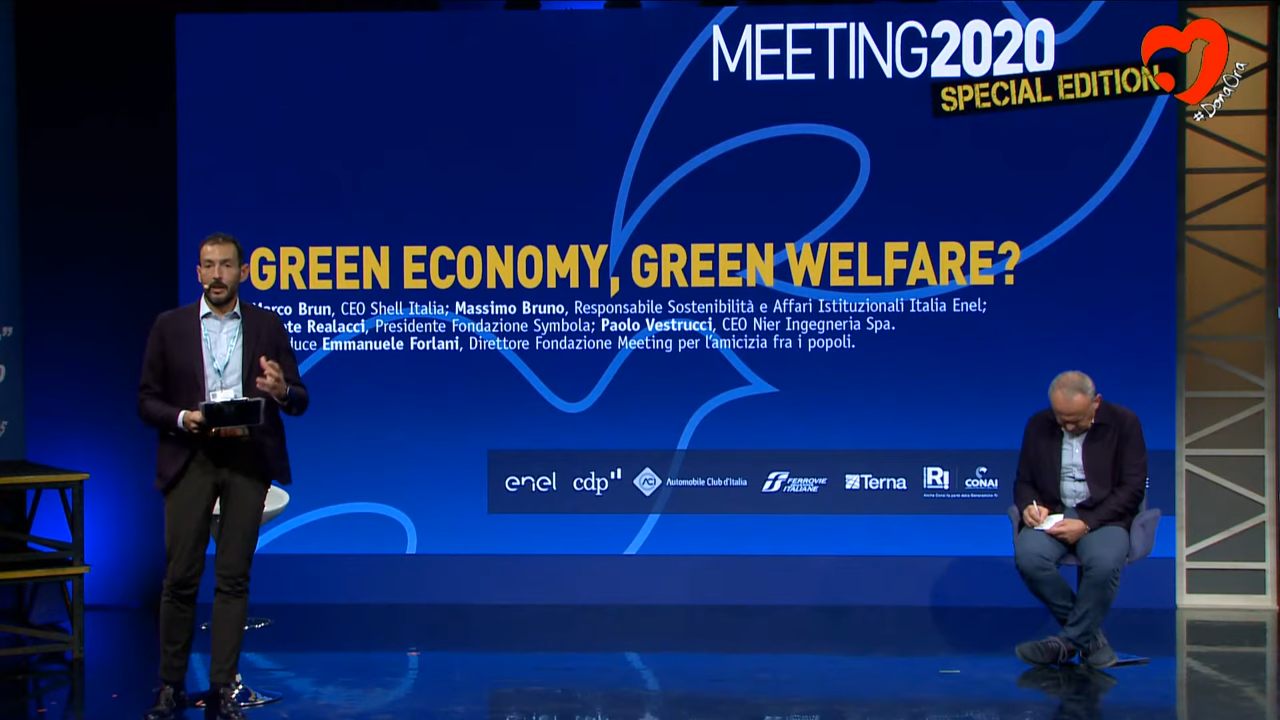 MEETING2020
SPECIAL EDITION
#DonaOra
GREEN ECONOMY, GREEN WELFARE?
Brun, CEO Shell Italia; Massimo Bruno, Responsabile Sostenibilità e Affari Istituzionali Italia Enel;
Realacci, Presidente Fondazione Symbola; Paolo Vestrucci, CEO Nier Ingegneria Spa.
Emmanuele Forlani, Direttore Fondazione Meeting per l'amicizia fra i popoli.
enel cdp ACI Automobile Club d'Italia FERROVIE ITALIANE Terna R! CONAI